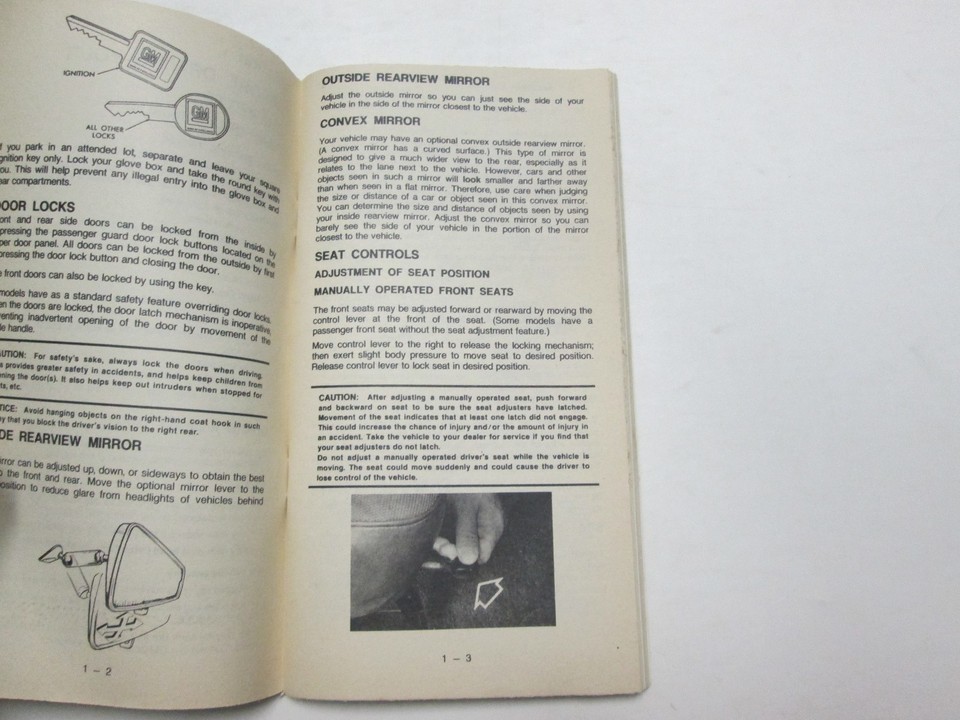 GM
IGNITION
GM
ALL OTHER
LOCKS
you park in an attended lot, separate and leave your square
ignition key only. Lock your glove box and take the round key with
you. This will help prevent any illegal entry into the glove box and
rear compartments.
DOOR LOCKS
front and rear side doors can be locked from the inside by
pressing the passenger guard door lock buttons located on the
upper door panel. All doors can be locked from the outside by first
pressing the door lock button and closing the door.
front doors can also be locked by using the key.
models have as a standard safety feature overriding door locks.
the doors are locked, the door latch mechanism is inoperative,
inadvertent opening of the door by movement of the
handle.
CAUTION: For safety's sake, always lock the doors when driving.
provides greater safety in accidents, and helps keep children from
opening the door(s). It also helps keep out intruders when stopped for
etc.
NOTICE: Avoid hanging objects on the right-hand coat hook in such
that you block the driver's vision to the right rear.
REARVIEW MIRROR
mirror can be adjusted up, down, or sideways to obtain the best
the front and rear. Move the optional mirror lever to the
position to reduce glare from headlights of vehicles behind
1 – 2
OUTSIDE REARVIEW MIRROR
Adjust the outside mirror so you can just see the side of your
vehicle in the side of the mirror closest to the vehicle.
CONVEX MIRROR
Your vehicle may have an optional convex outside rearview mirror.
(A convex mirror has a curved surface.) This type of mirror is
designed to give a much wider view to the rear, especially as it
relates to the lane next to the vehicle. However, cars and other
objects seen in such a mirror will look smaller and farther away
than when seen in a flat mirror. Therefore, use care when judging
the size or distance of a car or object seen in this convex mirror.
You can determine the size and distance of objects seen by using
your inside rearview mirror. Adjust the convex mirror so you can
barely see the side of your vehicle in the portion of the mirror
closest to the vehicle.
SEAT CONTROLS
ADJUSTMENT OF SEAT POSITION
MANUALLY OPERATED FRONT SEATS
The front seats may be adjusted forward or rearward by moving the
control lever at the front of the seat. (Some models have a
passenger front seat without the seat adjustment feature.)
Move control lever to the right to release the locking mechanism;
then exert slight body pressure to move seat to desired position.
Release control lever to lock seat in desired position.
CAUTION: After adjusting a manually operated seat, push forward
and backward on seat to be sure the seat adjusters have latched.
Movement of the seat indicates that at least one latch did not engage.
This could increase the chance of injury and/or the amount of injury in
an accident. Take the vehicle to your dealer for service if you find that
your seat adjusters do not latch.
Do not adjust a manually operated driver's seat while the vehicle is
moving. The seat could move suddenly and could cause the driver to
lose control of the vehicle.
1 – 3